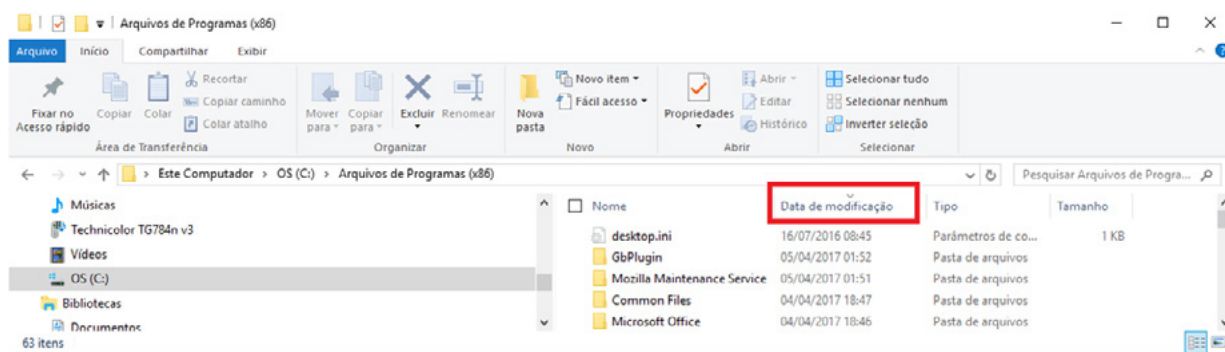 Arquivos de Programas (x86)
Arquivo Início Compartilhar Exibir
Fixar no Acesso rápido
Copiar
Colar
Recortar
Copiar caminho
Colar atalho
Área de Transferência
Mover para
Copiar para
Excluir
Renomear
Organizar
Nova pasta
Novo item
Fácil acesso
Novo
Propriedades
Abrir
Editar
Histórico
Abrir
Selecionar tudo
Selecionar nenhum
Inverter seleção
Selecionar
Este Computador > OS (C:) > Arquivos de Programas (x86)
Pesquisar Arquivos de Progra...
Músicas
Technicolor TG784n v3
Vídeos
OS (C:)
Bibliotecas
Documentos
Nome Data de modificação Tipo Tamanho
desktop.ini 16/07/2016 08:45 Parâmetros de co... 1 KB
GbPlugin 05/04/2017 01:52 Pasta de arquivos
Mozilla Maintenance Service 05/04/2017 01:51 Pasta de arquivos
Common Files 04/04/2017 18:47 Pasta de arquivos
Microsoft Office 04/04/2017 18:46 Pasta de arquivos
63 itens